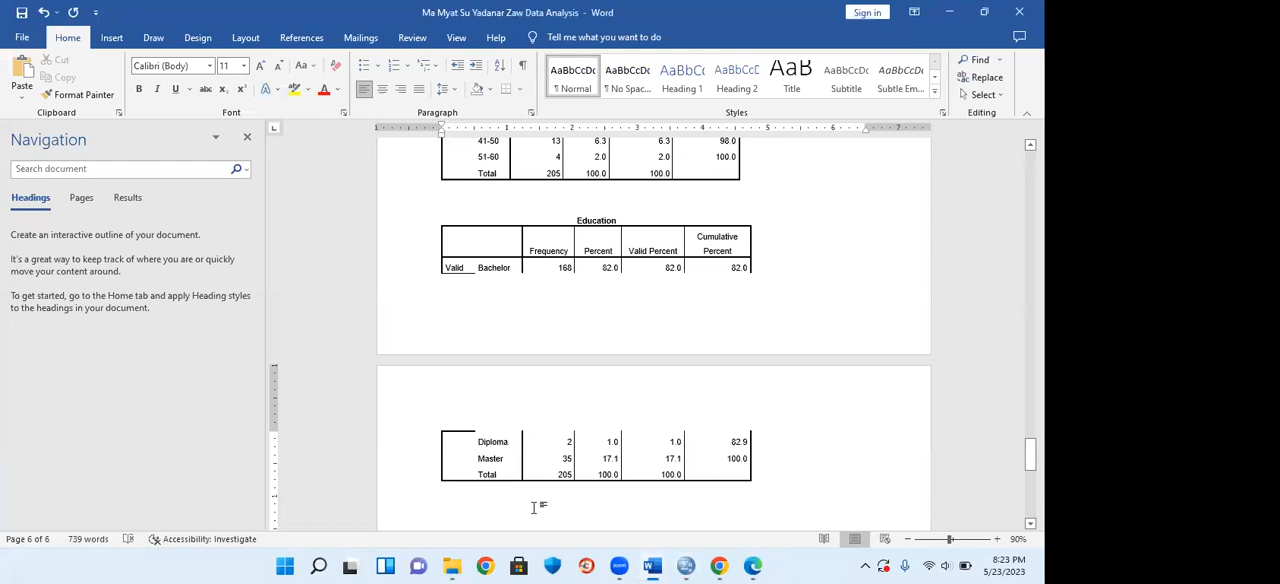 Ma Myat Su Yadanar Zaw Data Analysis - Word
Sign in
File Home Insert Draw Design Layout References Mailings Review View Help Tell me what you want to do
Paste
Cut
Copy
Format Painter
Clipboard
Calibri (Body) 11
Font
Paragraph
AaBbCcDc AaBbCcDc AaBbCc AaBbCcD AaB AaBbCcD AaBbCcD
¶ Normal ¶ No Spac... Heading 1 Heading 2 Title Subtitle Subtle Em...
Styles
Find
Replace
Select
Editing
Navigation
Search document
Headings Pages Results
Create an interactive outline of your document.
It's a great way to keep track of where you are or quickly
move your content around.
To get started, go to the Home tab and apply Heading styles
to the headings in your document.
41-50 13 6.3 6.3 98.0
51-60 4 2.0 2.0 100.0
Total 205 100.0 100.0
Education
Frequency Percent Valid Percent Cumulative Percent
Valid Bachelor 168 82.0 82.0 82.0
Diploma 2 1.0 1.0 82.9
Master 35 17.1 17.1 100.0
Total 205 100.0 100.0
Page 6 of 6 739 words Accessibility: Investigate 90%
8:23 PM
5/23/2023